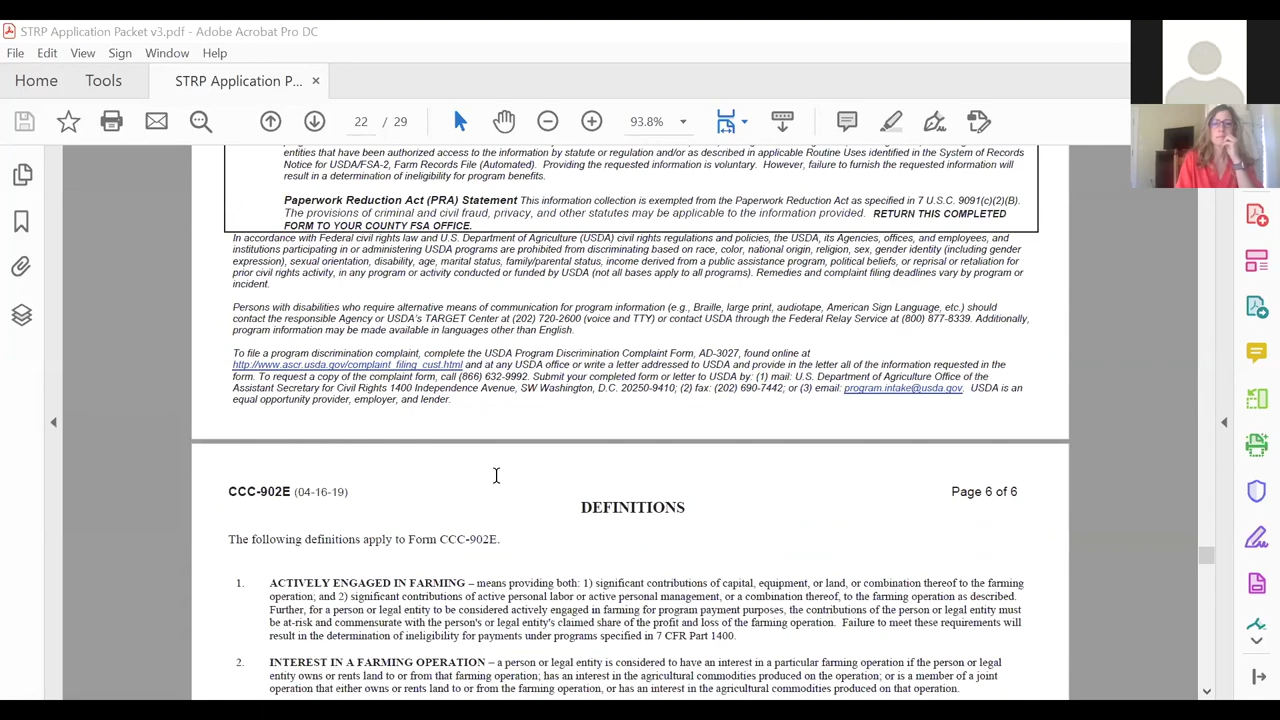 STRP Application Packet v3.pdf - Adobe Acrobat Pro DC
File Edit View Sign Window Help
Home Tools STRP Application P... ×
22 / 29 93.8%
entities that have been authorized access to the information by statute or regulation and/or as described in applicable Routine Uses identified in the System of Records
Notice for USDA/FSA-2, Farm Records File (Automated). Providing the requested information is voluntary. However, failure to furnish the requested information will
result in a determination of ineligibility for program benefits.
Paperwork Reduction Act (PRA) Statement This information collection is exempted from the Paperwork Reduction Act as specified in 7 U.S.C. 9091(c)(2)(B).
The provisions of criminal and civil fraud, privacy, and other statutes may be applicable to the information provided. RETURN THIS COMPLETED
FORM TO YOUR COUNTY FSA OFFICE.
In accordance with Federal civil rights law and U.S. Department of Agriculture (USDA) civil rights regulations and policies, the USDA, its Agencies, offices, and employees, and
institutions participating in or administering USDA programs are prohibited from discriminating based on race, color, national origin, religion, sex, gender identity (including gender
expression), sexual orientation, disability, age, marital status, family/parental status, income derived from a public assistance program, political beliefs, or reprisal or retaliation for
prior civil rights activity, in any program or activity conducted or funded by USDA (not all bases apply to all programs). Remedies and complaint filing deadlines vary by program or
incident.
Persons with disabilities who require alternative means of communication for program information (e.g., Braille, large print, audiotape, American Sign Language, etc.) should
contact the responsible Agency or USDA's TARGET Center at (202) 720-2600 (voice and TTY) or contact USDA through the Federal Relay Service at (800) 877-8339. Additionally,
program information may be made available in languages other than English.
To file a program discrimination complaint, complete the USDA Program Discrimination Complaint Form, AD-3027, found online at
http://www.ascr.usda.gov/complaint_filing_cust.html and at any USDA office or write a letter addressed to USDA and provide in the letter all of the information requested in the
form. To request a copy of the complaint form, call (866) 632-9992. Submit your completed form or letter to USDA by: (1) mail: U.S. Department of Agriculture Office of the
Assistant Secretary for Civil Rights 1400 Independence Avenue, SW Washington, D.C. 20250-9410; (2) fax: (202) 690-7442; or (3) email: program.intake@usda.gov. USDA is an
equal opportunity provider, employer, and lender.
CCC-902E (04-16-19) Page 6 of 6
DEFINITIONS
The following definitions apply to Form CCC-902E.
1. ACTIVELY ENGAGED IN FARMING – means providing both: 1) significant contributions of capital, equipment, or land, or combination thereof to the farming
operation; and 2) significant contributions of active personal labor or active personal management, or a combination thereof, to the farming operation as described.
Further, for a person or legal entity to be considered actively engaged in farming for program payment purposes, the contributions of the person or legal entity must
be at-risk and commensurate with the person's or legal entity's claimed share of the profit and loss of the farming operation. Failure to meet these requirements will
result in the determination of ineligibility for payments under programs specified in 7 CFR Part 1400.
2. INTEREST IN A FARMING OPERATION – a person or legal entity is considered to have an interest in a particular farming operation if the person or legal
entity owns or rents land to or from that farming operation; has an interest in the agricultural commodities produced on the operation; or is a member of a joint
operation that either owns or rents land to or from the farming operation, or has an interest in the agricultural commodities produced on that operation.